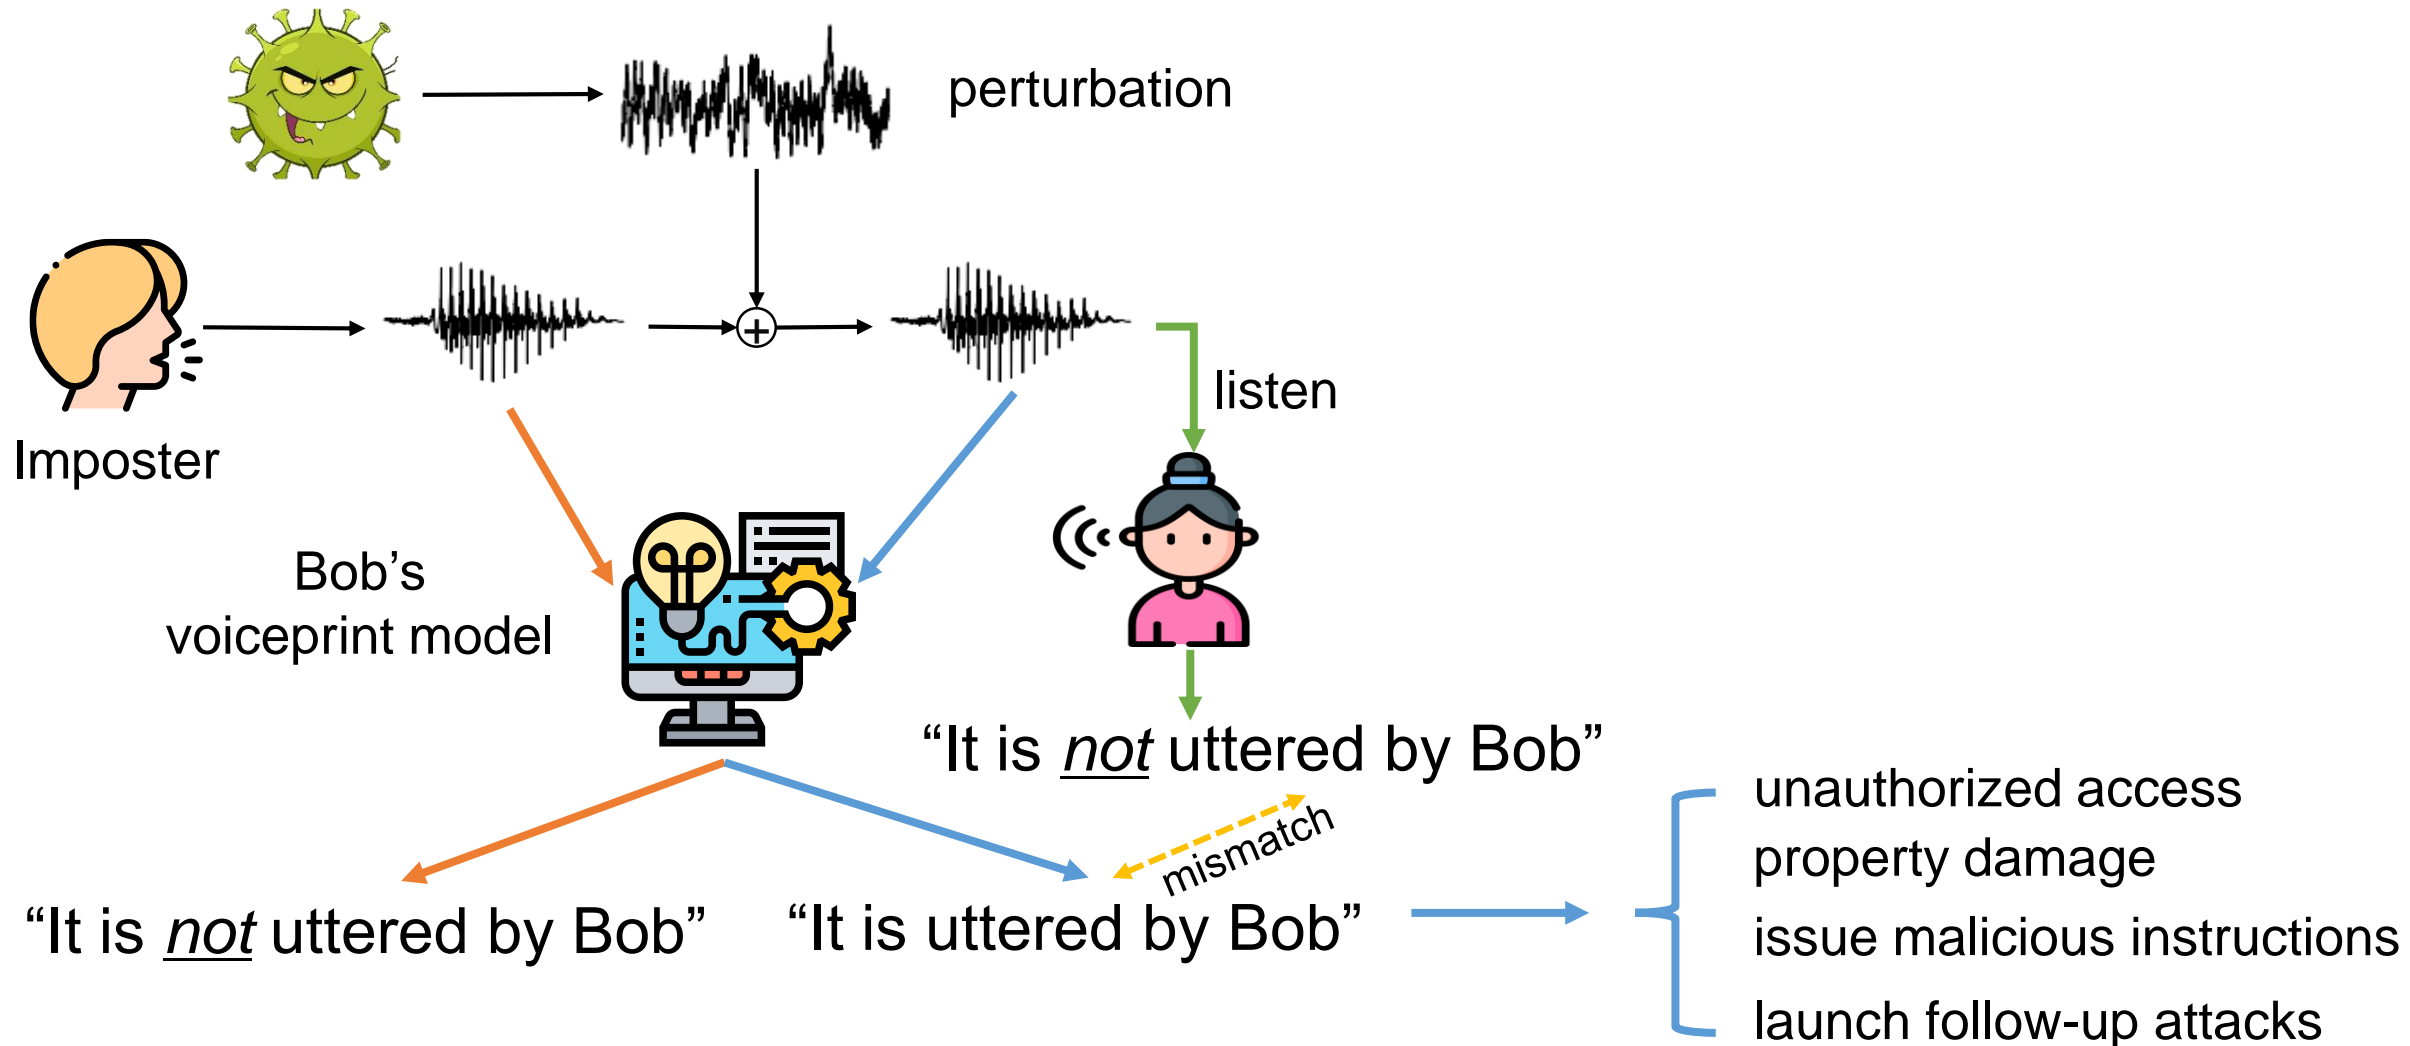 perturbation
listen
Imposter
Bob’s
voiceprint model
“It is not uttered by Bob”
mismatch
“It is not uttered by Bob”
“It is uttered by Bob”
unauthorized access
property damage
issue malicious instructions
launch follow-up attacks